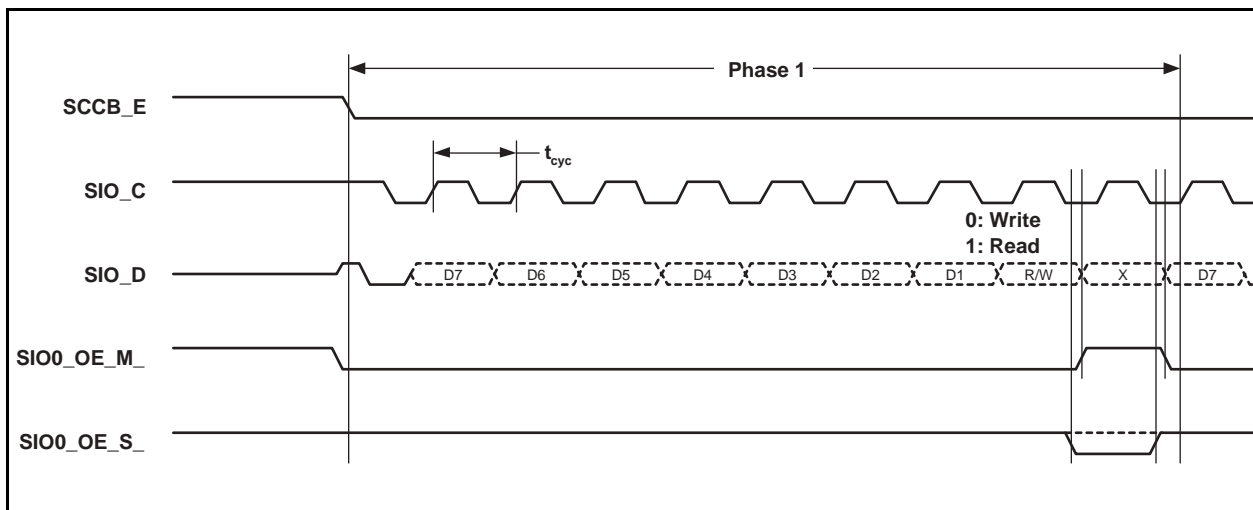 Phase 1
SCCB_E
t_cyc
SIO_C
0: Write
1: Read
SIO_D
D7 D6 D5 D4 D3 D2 D1 R/W X D7
SIO0_OE_M_
SIO0_OE_S_